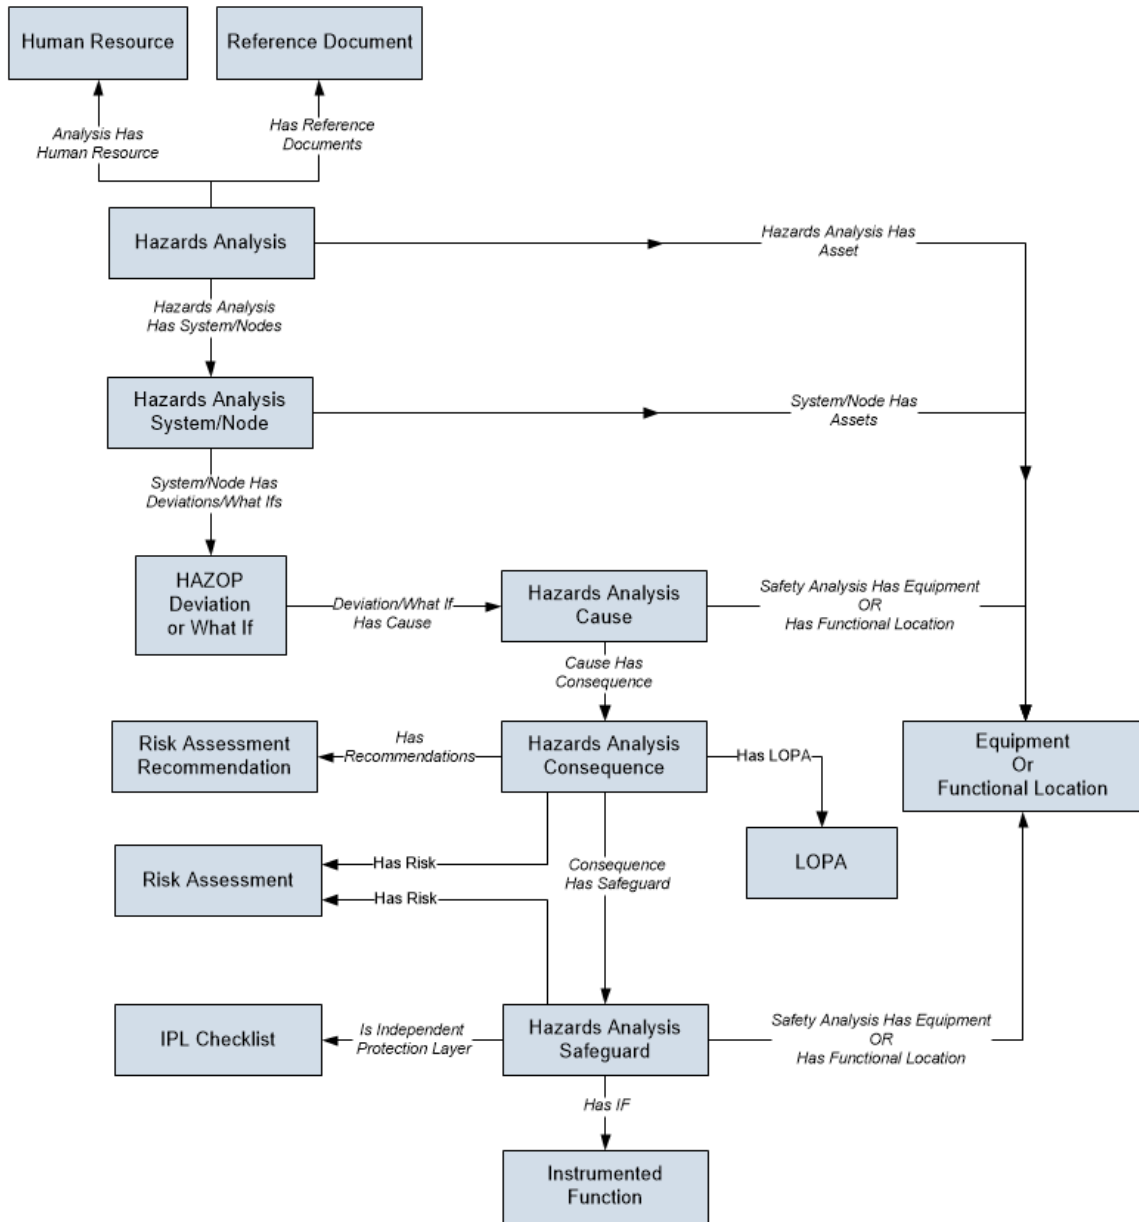 Human Resource
Reference Document
Analysis Has
Human Resource
Has Reference
Documents
Hazards Analysis
Hazards Analysis Has
Asset
Hazards Analysis
Has System/Nodes
Hazards Analysis
System/Node
System/Node Has
Assets
System/Node Has
Deviations/What Ifs
HAZOP
Deviation
or What If
Deviation/What If
Has Cause
Hazards Analysis
Cause
Safety Analysis Has Equipment
OR
Has Functional Location
Cause Has
Consequence
Risk Assessment
Recommendation
Has
Recommendations
Hazards Analysis
Consequence
Has LOPA
Equipment
Or
Functional Location
Risk Assessment
Has Risk
Has Risk
Consequence
Has Safeguard
LOPA
IPL Checklist
Is Independent
Protection Layer
Hazards Analysis
Safeguard
Safety Analysis Has Equipment
OR
Has Functional Location
Has IF
Instrumented
Function